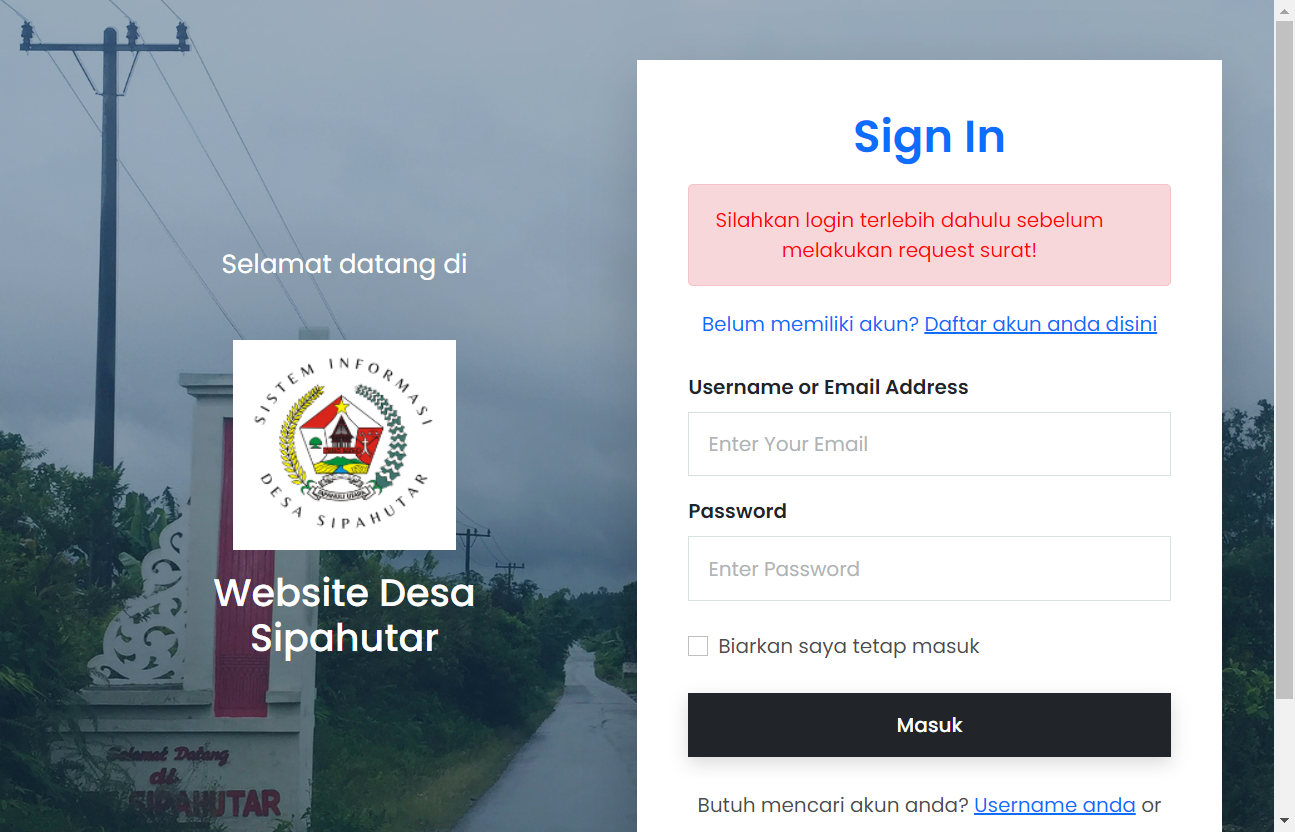 Selamat datang di
SISTEM INFORMASI
DESA SIPAHUTAR
Website Desa
Sipahutar
Selamat Datang
di
SIPAHUTAR
Sign In
Silahkan login terlebih dahulu sebelum
melakukan request surat!
Belum memiliki akun? Daftar akun anda disini
Username or Email Address
Enter Your Email
Password
Enter Password
Biarkan saya tetap masuk
Masuk
Butuh mencari akun anda? Username anda or